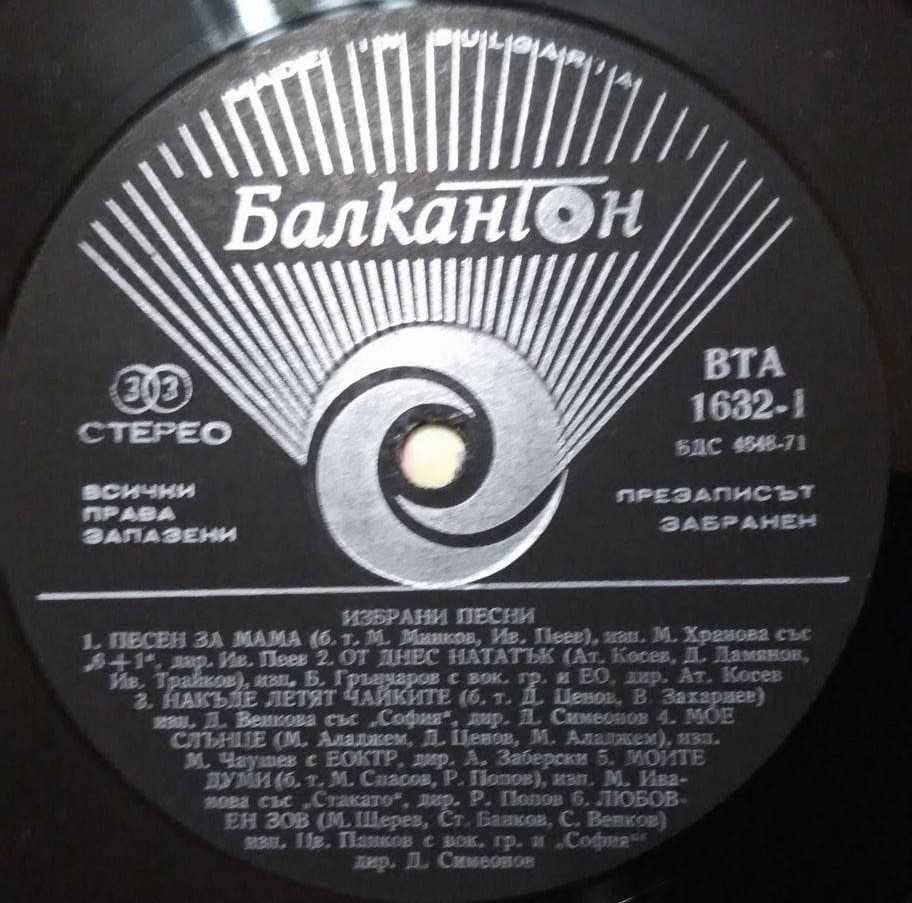 MADE IN BULGARIA
Балкантон
33
СТЕРЕО
ВСИЧКИ
ПРАВА
ЗАПАЗЕНИ
ВТА
1632-I
БДС 4648-71
ПРЕЗАПИСЪТ
ЗАБРАНЕН
ИЗБРАНИ ПЕСНИ
1. ПЕСЕН ЗА МАМА (б. т. М. Минков, Ив. Пеев), изп. М. Хранова със
„6+1“, дир. Ив. Пеев 2. ОТ ДНЕС НАТАТЪК (Ат. Косев, Д. Дамянов,
Ив. Трайков), изп. Б. Грънчаров с вок. гр. и ЕО, дир. Ат. Косев
3. НАКЪДЕ ЛЕТЯТ ЧАЙКИТЕ (б. т. Д. Ценов, В. Захариев)
изп. Д. Венкова със „София“, дир. Д. Симеонов 4. МОЕ
СЛЪНЦЕ (М. Аладжем, Д. Ценов, М. Аладжем), изп.
М. Чаушев с ЕОКТР, дир. А. Заберски 5. МОИТЕ
ДУМИ (б. т. М. Спасов, Р. Попов), изп. М. Ива-
нова със „Стакато“, дир. Р. Попов 6. ЛЮБОВ-
ЕН ЗОВ (М. Щерев, Ст. Банков, С. Венков)
изп. Цв. Панков с вок. гр. и „София“
дир. Д. Симеонов